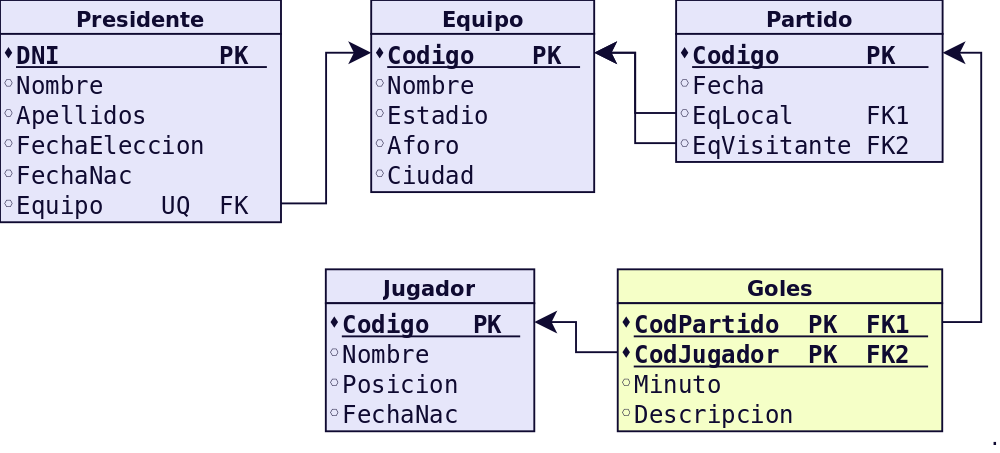 Presidente
DNI PK
Nombre
Apellidos
FechaEleccion
FechaNac
Equipo UQ FK
Equipo
Codigo PK
Nombre
Estadio
Aforo
Ciudad
Partido
Codigo PK
Fecha
EqLocal FK1
EqVisitante FK2
Jugador
Codigo PK
Nombre
Posicion
FechaNac
Goles
CodPartido PK FK1
CodJugador PK FK2
Minuto
Descripcion
.